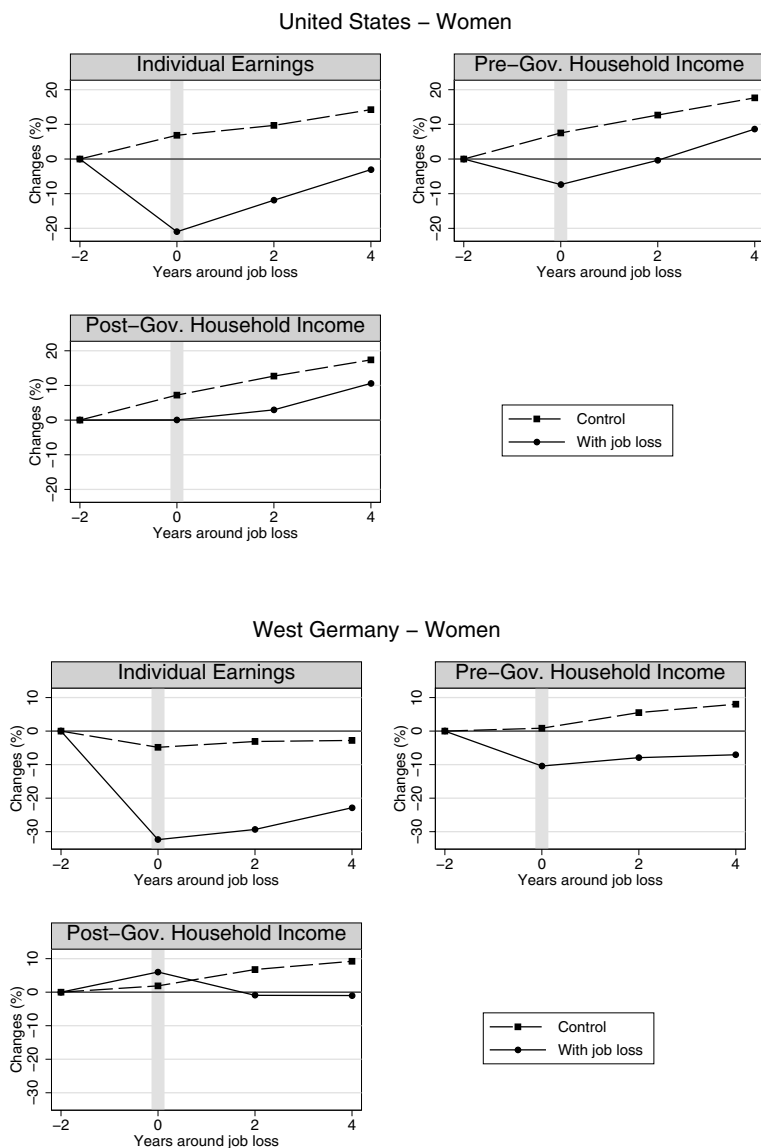 United States – Women
Individual Earnings
Changes (%)
20
10
0
−10
−20
−2 0 2 4
Years around job loss
Pre−Gov. Household Income
Changes (%)
20
10
0
−10
−20
−2 0 2 4
Years around job loss
Post−Gov. Household Income
Changes (%)
20
10
0
−10
−20
−2 0 2 4
Years around job loss
Control
With job loss
West Germany – Women
Individual Earnings
Changes (%)
10
0
−10
−20
−30
−2 0 2 4
Years around job loss
Pre−Gov. Household Income
Changes (%)
10
0
−10
−20
−30
−2 0 2 4
Years around job loss
Post−Gov. Household Income
Changes (%)
10
0
−10
−20
−30
−2 0 2 4
Years around job loss
Control
With job loss